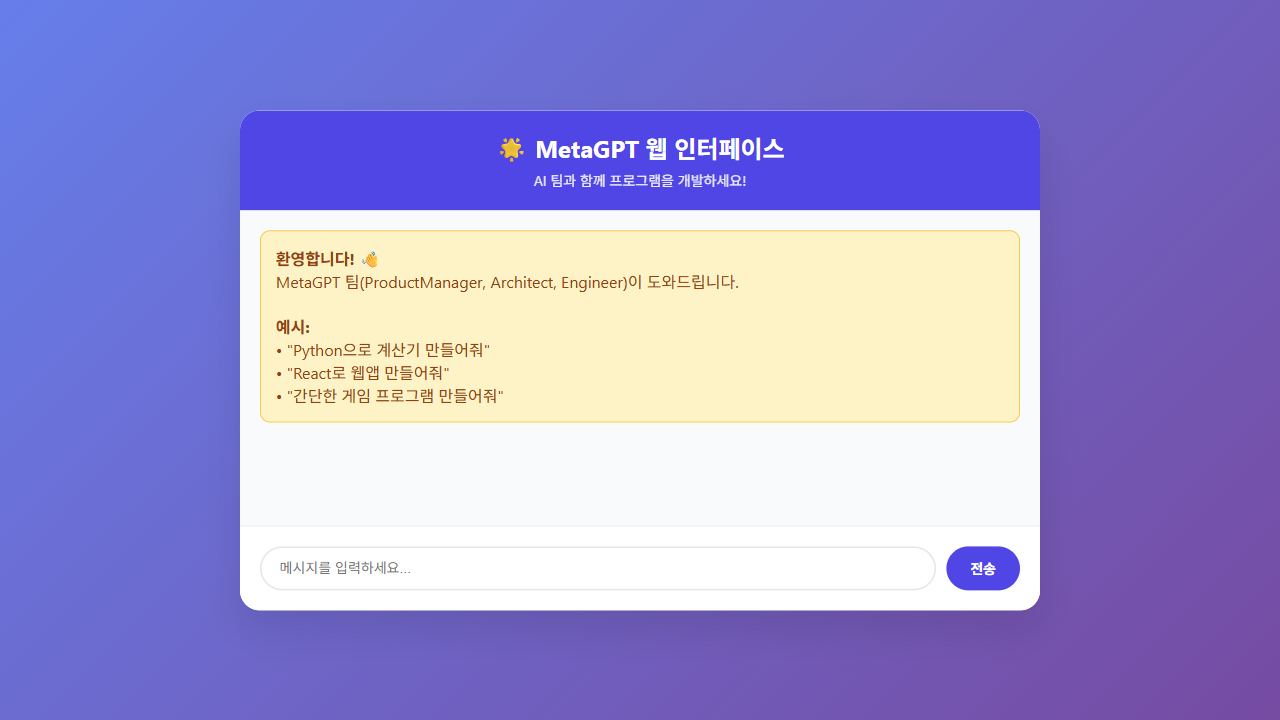 🌟 MetaGPT 웹 인터페이스
AI 팀과 함께 프로그램을 개발하세요!
환영합니다! 👋
MetaGPT 팀(ProductManager, Architect, Engineer)이 도와드립니다.
예시:
• "Python으로 계산기 만들어줘"
• "React로 웹앱 만들어줘"
• "간단한 게임 프로그램 만들어줘"
메시지를 입력하세요...
전송